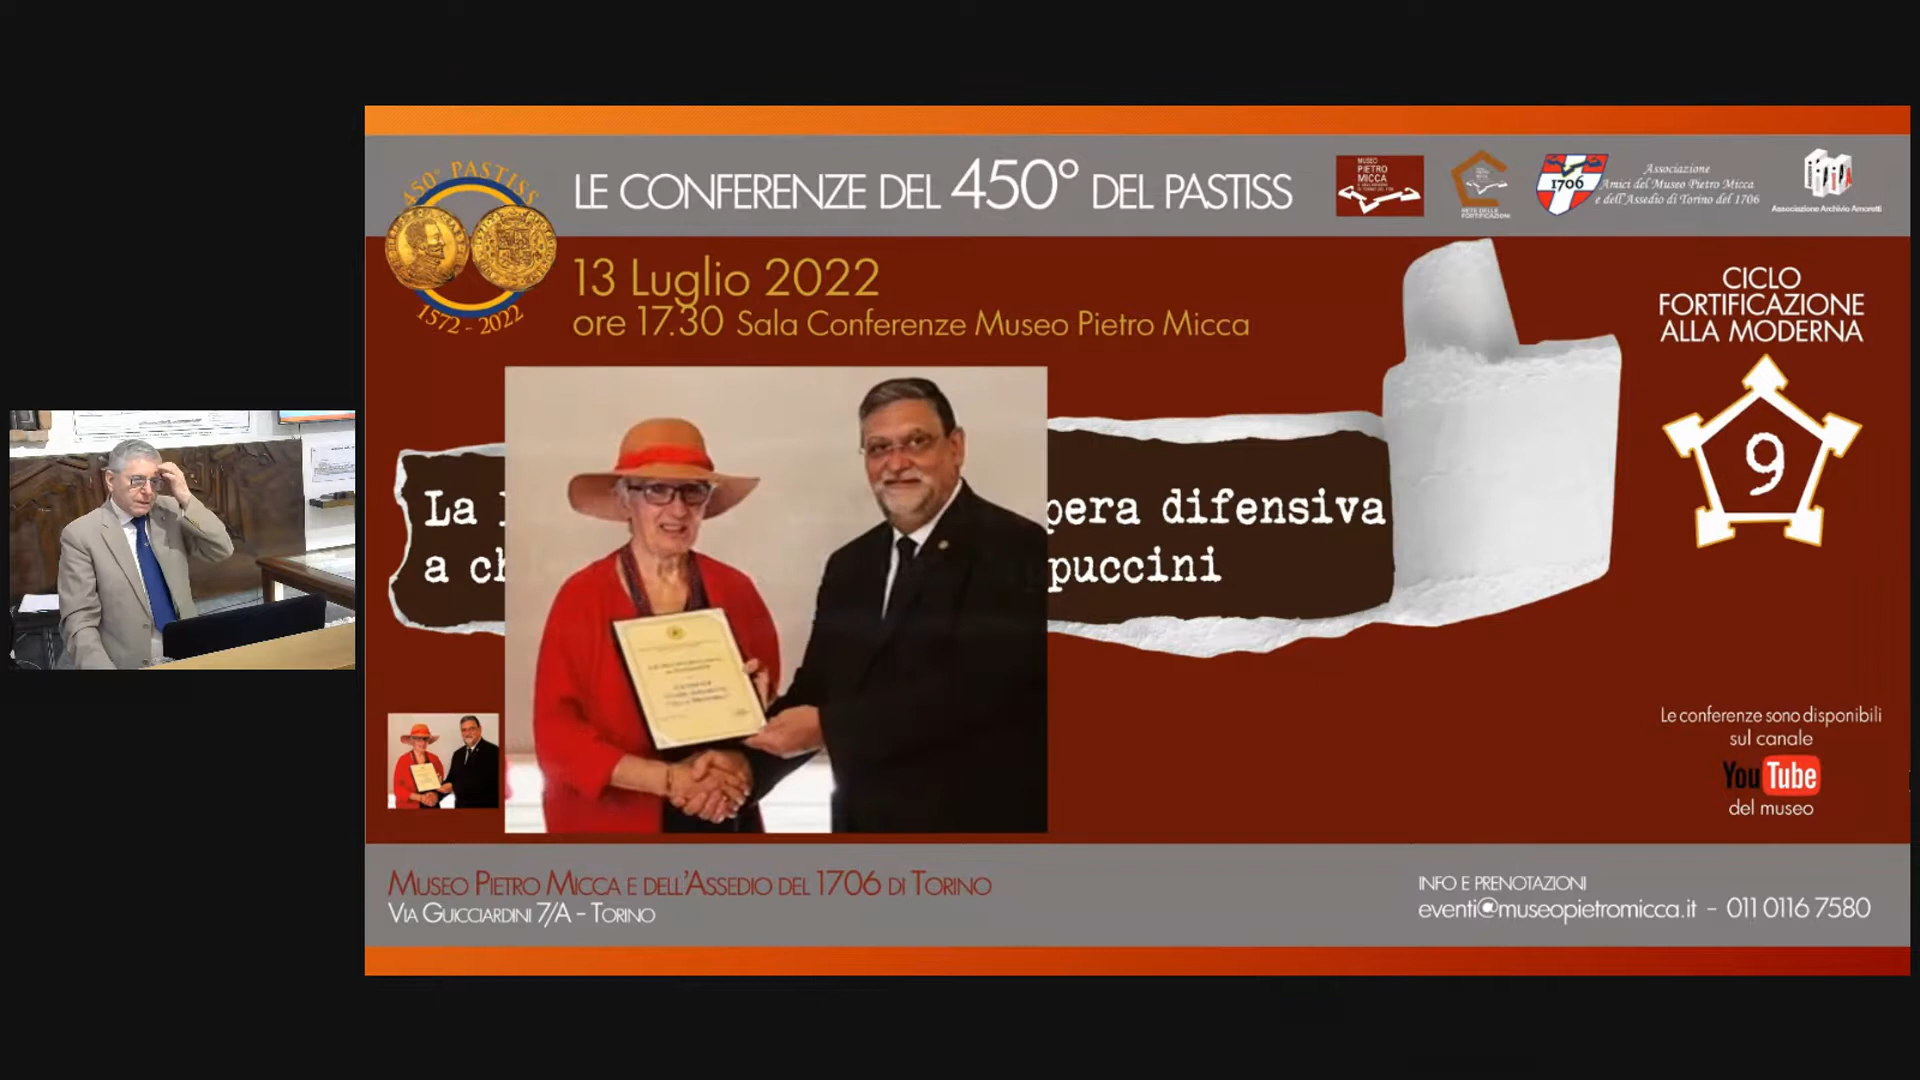 450° PASTISS
1572 - 2022
LE CONFERENZE DEL 450° DEL PASTISS
MUSEO
PIETRO
MICCA
RETE DELLE
FORTIFICAZIONI
1706
Associazione
Amici del Museo Pietro Micca
e dell'Assedio di Torino del 1706
Associazione Archivio Amoretti
13 Luglio 2022
ore 17.30 Sala Conferenze Museo Pietro Micca
CICLO
FORTIFICAZIONE
ALLA MODERNA
9
La pera difensiva
a ch puccini
Le conferenze sono disponibili
sul canale
YouTube
del museo
MUSEO PIETRO MICCA E DELL'ASSEDIO DEL 1706 DI TORINO
VIA GUICCIARDINI 7/A - TORINO
INFO E PRENOTAZIONI
eventi@museopietromicca.it - 011 0116 7580